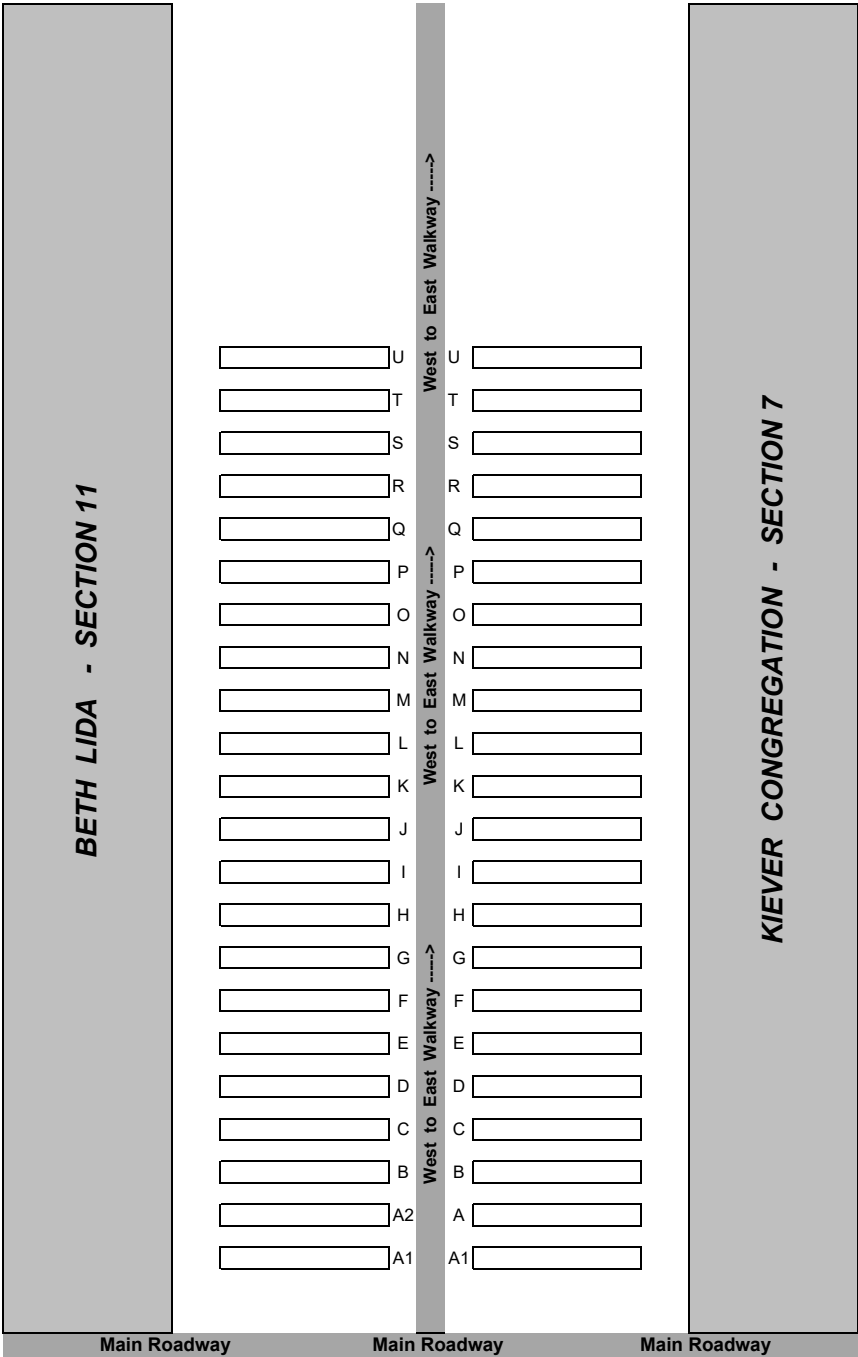 West to East Walkway ----->
U U
T T
S S
R R
Q Q
P P
O O
N N
M M
L L
K K
J J
I I
H H
G G
F F
E E
D D
C C
B B
A2 A
A1 A1
West to East Walkway ----->
West to East Walkway ----->
BETH LIDA - SECTION 11
KIEVER CONGREGATION - SECTION 7
Main Roadway Main Roadway Main Roadway